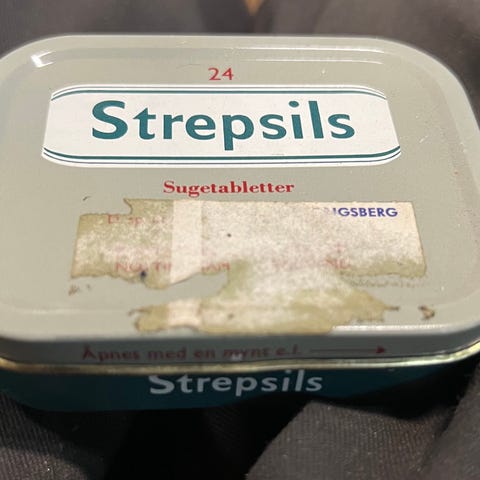 24
Strepsils
Sugetabletter
NGSBERG
Åpnes med en mynt e.l.
Strepsils